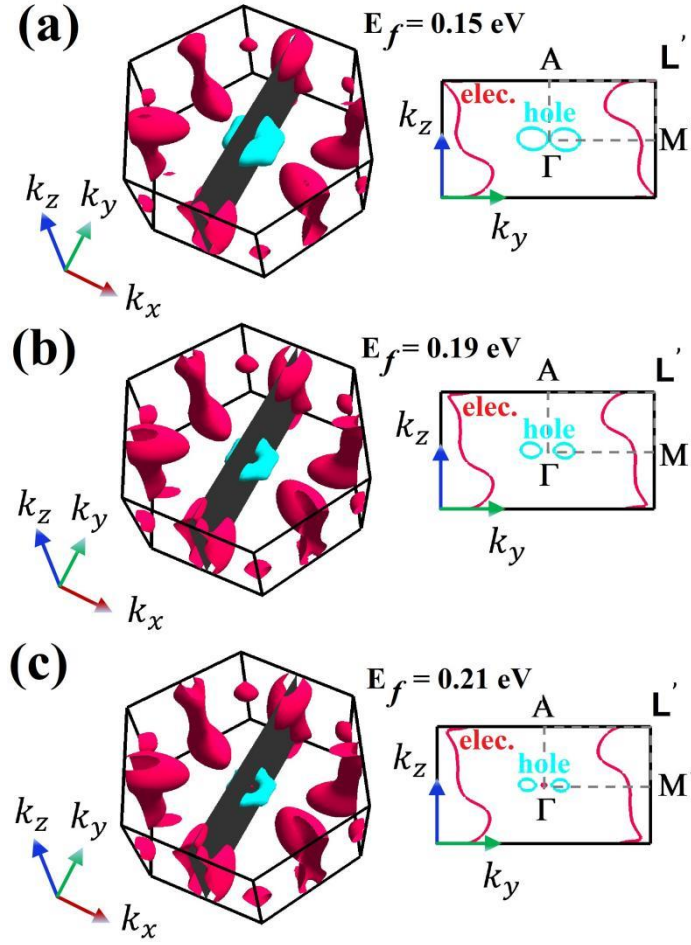 (a)
E_f = 0.15 eV
k_z
k_y
k_x
A
L'
elec.
hole
k_z
M
Γ
k_y
(b)
E_f = 0.19 eV
k_z
k_y
k_x
A
L'
elec.
hole
k_z
M
Γ
k_y
(c)
E_f = 0.21 eV
k_z
k_y
k_x
A
L'
elec.
hole
k_z
M
Γ
k_y